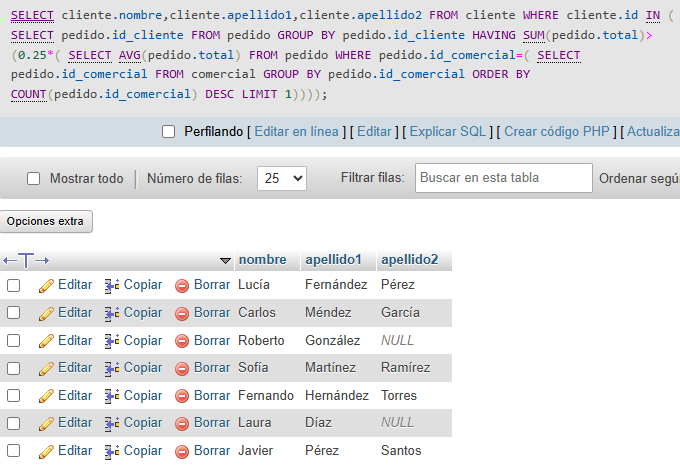 SELECT cliente.nombre,cliente.apellido1,cliente.apellido2 FROM cliente WHERE cliente.id IN (
SELECT pedido.id_cliente FROM pedido GROUP BY pedido.id_cliente HAVING SUM(pedido.total)>
(0.25*( SELECT AVG(pedido.total) FROM pedido WHERE pedido.id_comercial=( SELECT
pedido.id_comercial FROM comercial GROUP BY pedido.id_comercial ORDER BY
COUNT(pedido.id_comercial) DESC LIMIT 1))));
Perfilando [ Editar en línea ] [ Editar ] [ Explicar SQL ] [ Crear código PHP ] [ Actualiza
Mostrar todo Número de filas: 25 Filtrar filas: Buscar en esta tabla Ordenar segú
Opciones extra
nombre apellido1 apellido2
Editar Copiar Borrar Lucía Fernández Pérez
Editar Copiar Borrar Carlos Méndez García
Editar Copiar Borrar Roberto González NULL
Editar Copiar Borrar Sofía Martínez Ramírez
Editar Copiar Borrar Fernando Hernández Torres
Editar Copiar Borrar Laura Díaz NULL
Editar Copiar Borrar Javier Pérez Santos